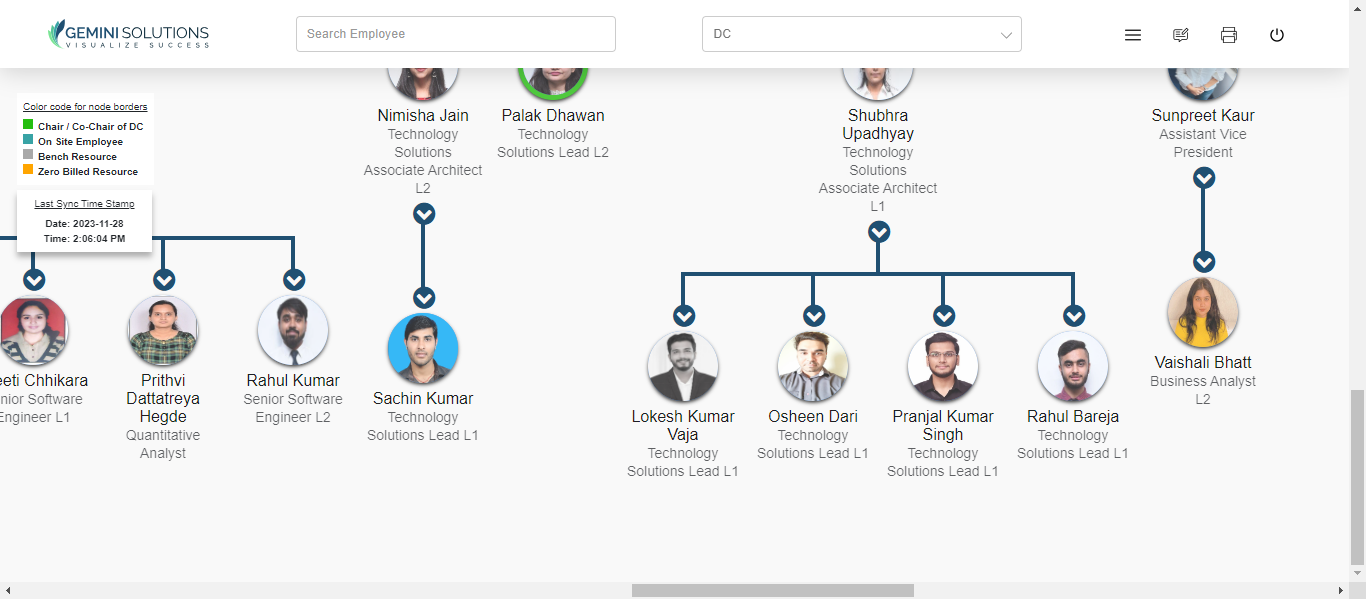 GEMINI SOLUTIONS
VISUALIZE SUCCESS
Search Employee
DC
Color code for node borders
Chair / Co-Chair of DC
On Site Employee
Bench Resource
Zero Billed Resource
Last Sync Time Stamp
Date: 2023-11-28
Time: 2:06:04 PM
Nimisha Jain
Technology
Solutions
Associate Architect
L2
Palak Dhawan
Technology
Solutions Lead L2
Shubhra
Upadhyay
Technology
Solutions
Associate Architect
L1
Sunpreet Kaur
Assistant Vice
President
eeti Chhikara
nior Software
Engineer L1
Prithvi
Dattatreya
Hegde
Quantitative
Analyst
Rahul Kumar
Senior Software
Engineer L2
Sachin Kumar
Technology
Solutions Lead L1
Lokesh Kumar
Vaja
Technology
Solutions Lead L1
Osheen Dari
Technology
Solutions Lead L1
Pranjal Kumar
Singh
Technology
Solutions Lead L1
Rahul Bareja
Technology
Solutions Lead L1
Vaishali Bhatt
Business Analyst
L2